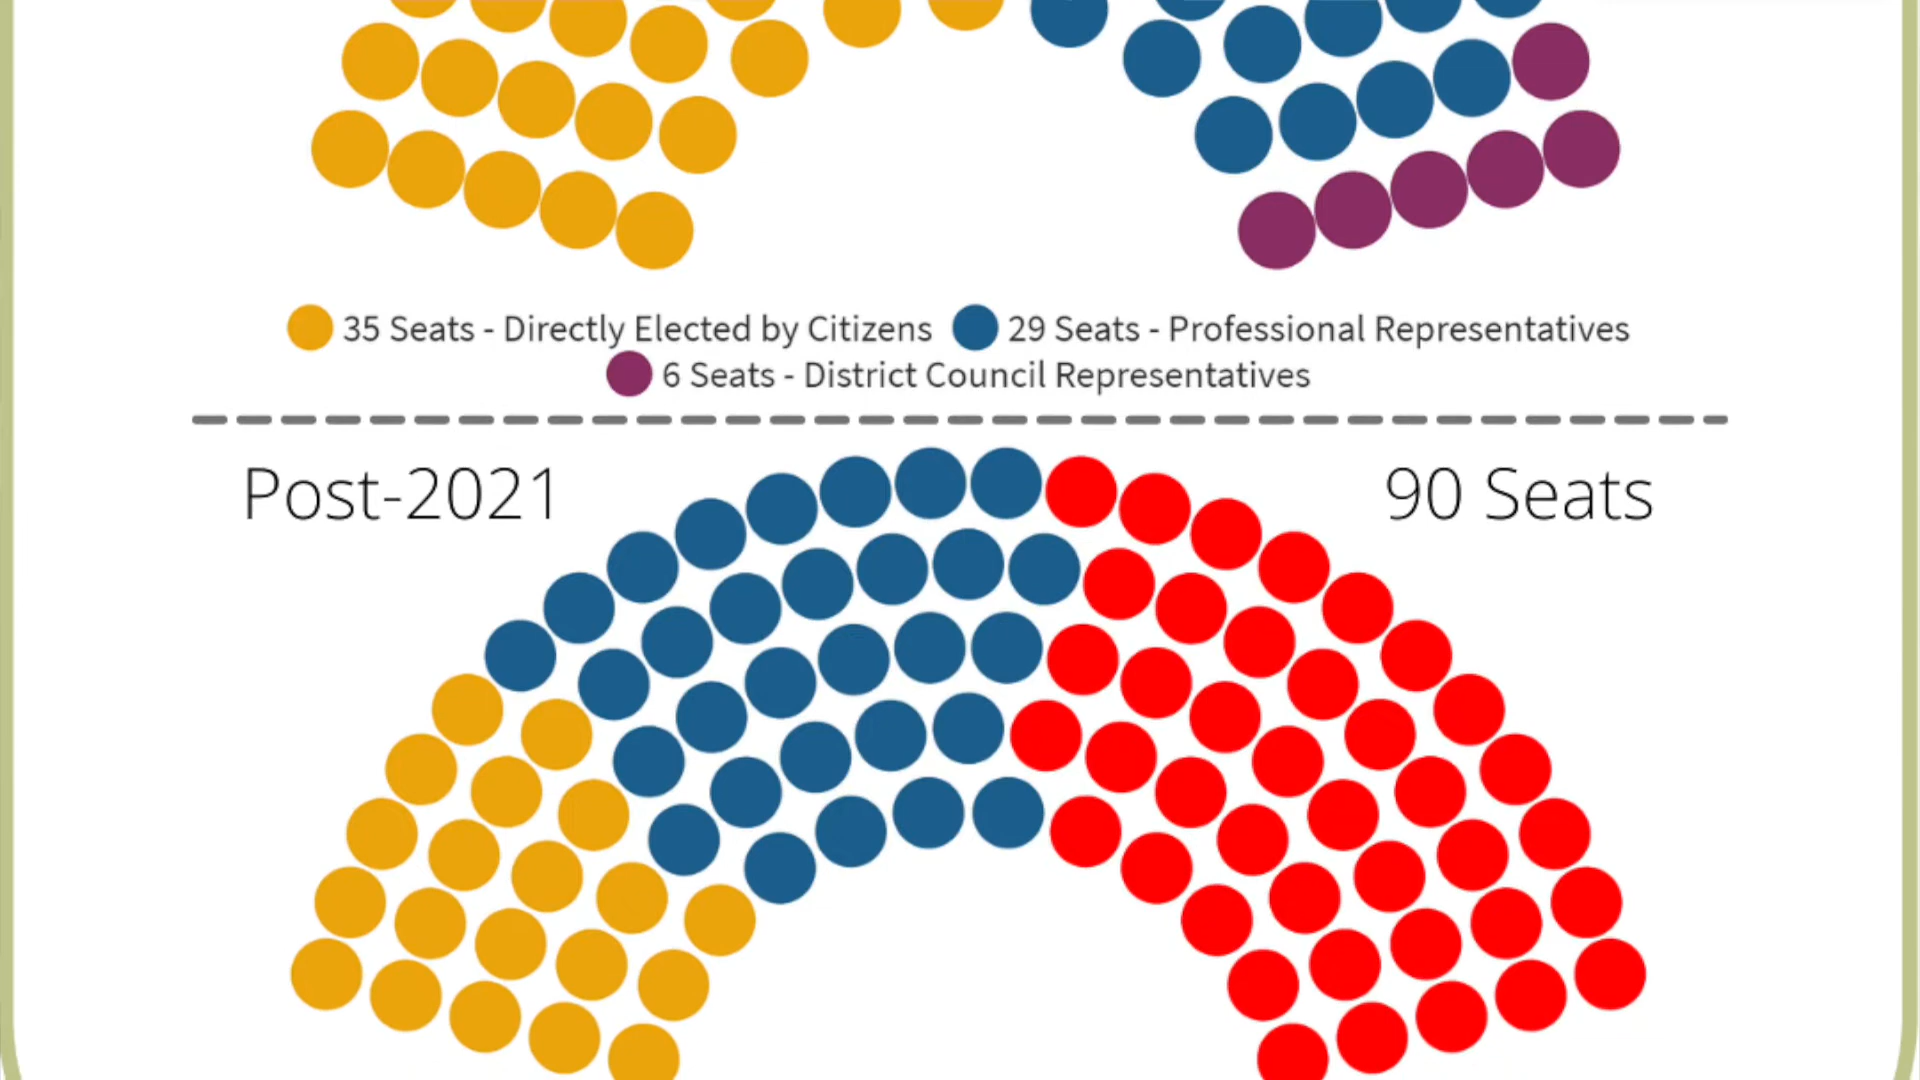 35 Seats - Directly Elected by Citizens 29 Seats - Professional Representatives
6 Seats - District Council Representatives
Post-2021 90 Seats